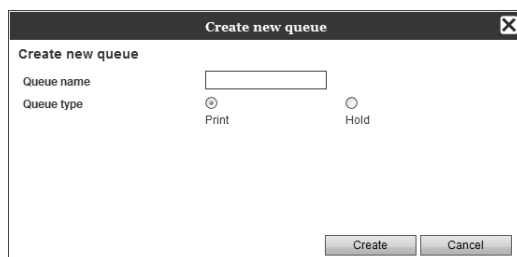 Create new queue
Create new queue
Queue name
Queue type
Print Hold
Create Cancel